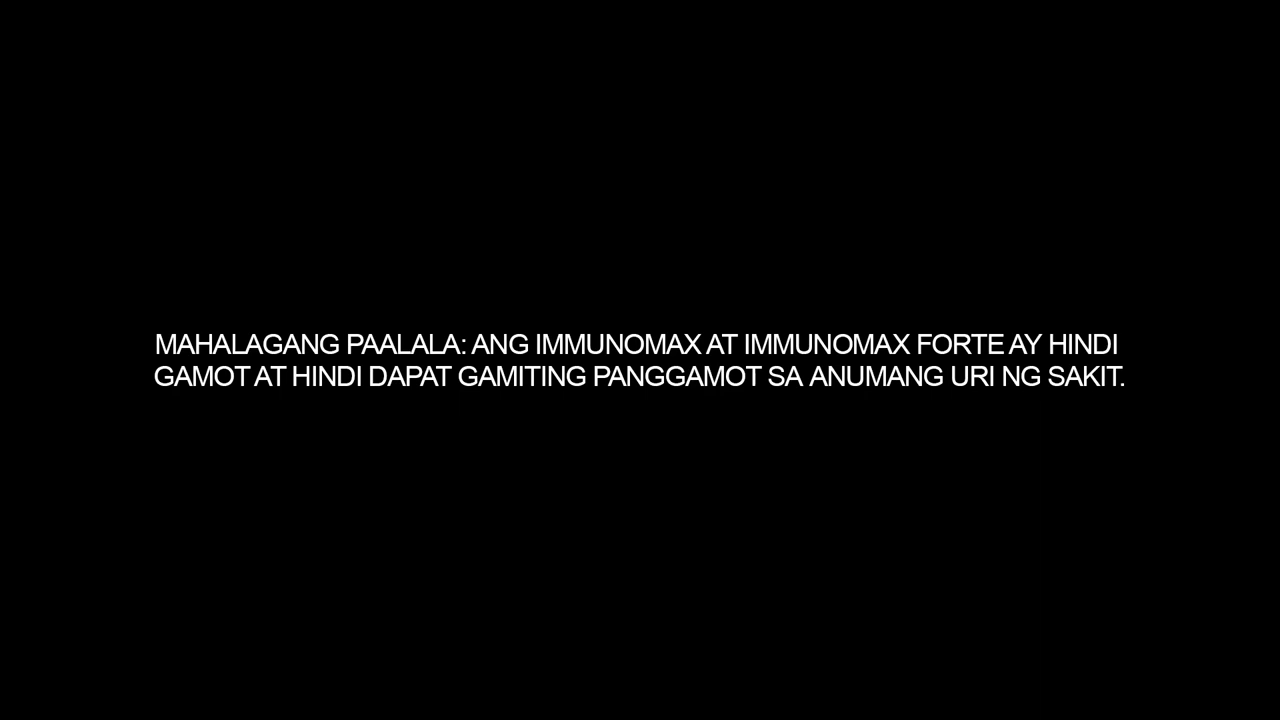 MAHALAGANG PAALALA: ANG IMMUNOMAX AT IMMUNOMAX FORTE AY HINDI
GAMOT AT HINDI DAPAT GAMITING PANGGAMOT SA ANUMANG URI NG SAKIT.